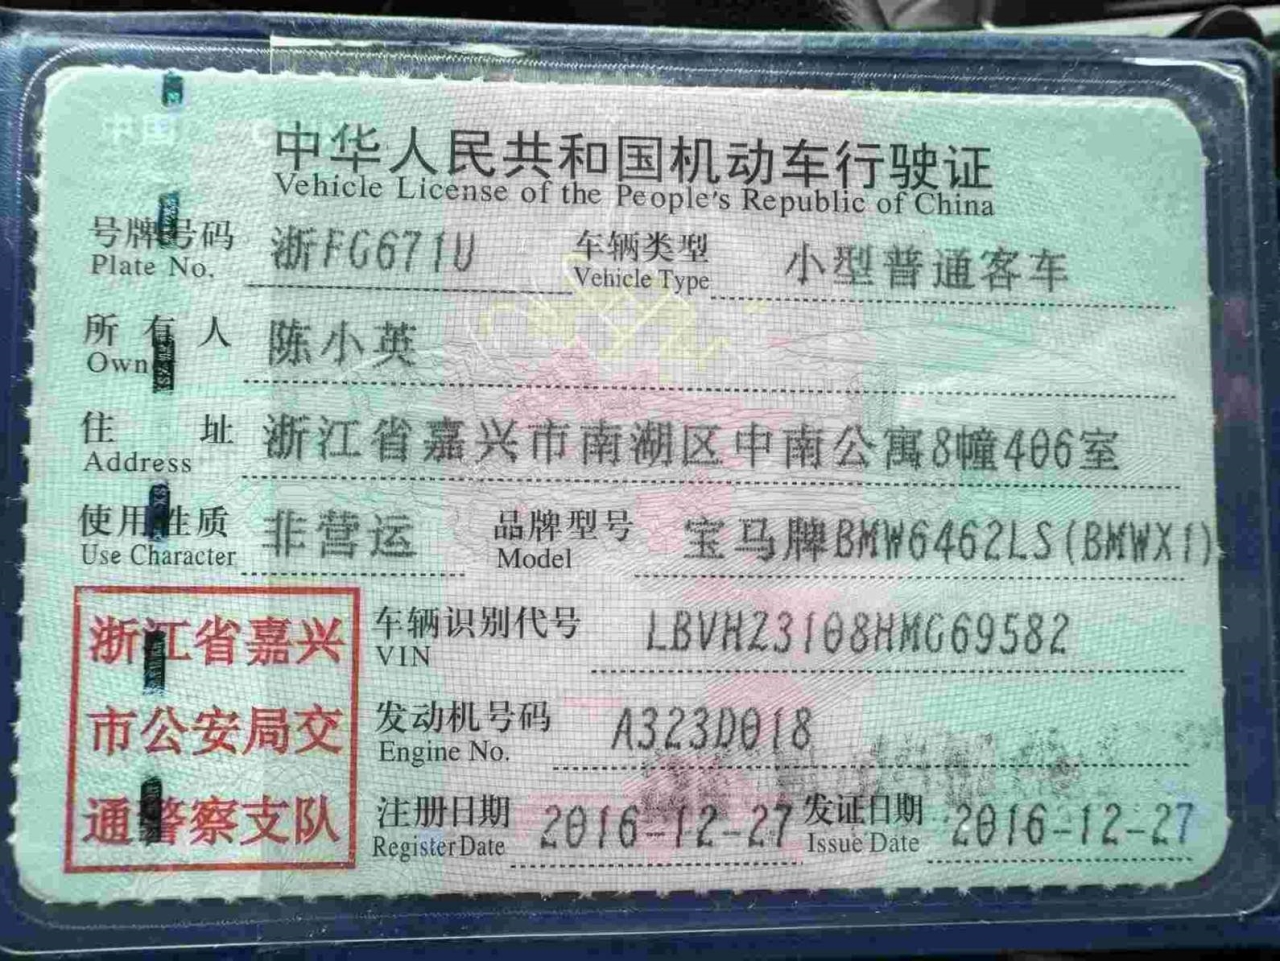 中华人民共和国机动车行驶证
Vehicle License of the People's Republic of China
号牌号码 浙FG671U 车辆类型 小型普通客车
Plate No. Vehicle Type
所有人 陈小英
Own
住址 浙江省嘉兴市南湖区中南公寓8幢406室
Address
使用性质 非营运 品牌型号 宝马牌BMW6462LS(BMWX1)
Use Character Model
浙江省嘉兴
市公安局交
通警察支队
车辆识别代号 LBVHZ3108HMG69582
VIN
发动机号码 A323D018
Engine No.
注册日期 2016-12-27 发证日期 2016-12-27
Register Date Issue Date